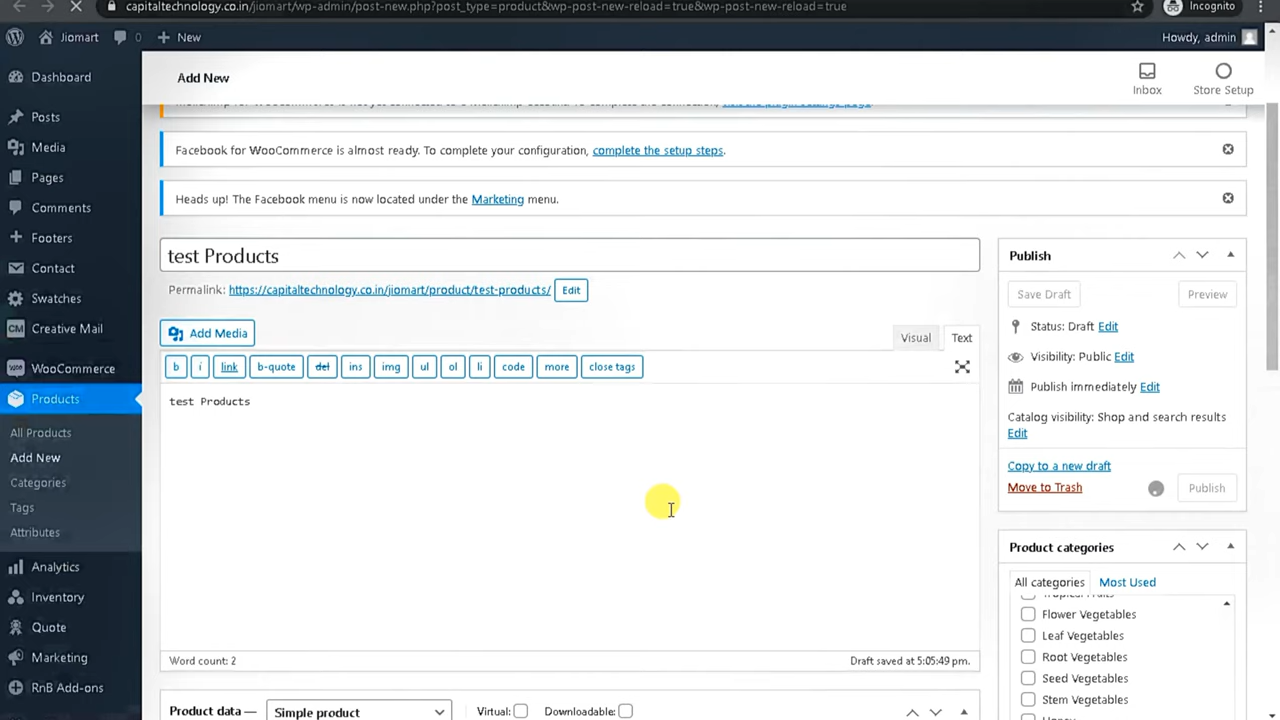 capitaltechnology.co.in/jiomart/wp-admin/post-new.php?post_type=product&wp-post-new-reload=true&wp-post-new-reload=true
Incognito
Jiomart
0
New
Howdy, admin
Dashboard
Posts
Media
Pages
Comments
Footers
Contact
Swatches
CM Creative Mail
WooCommerce
Products
All Products
Add New
Categories
Tags
Attributes
Analytics
Inventory
Quote
Marketing
RnB Add-ons
Add New
Inbox
Store Setup
Facebook for WooCommerce is almost ready. To complete your configuration, complete the setup steps.
Heads up! The Facebook menu is now located under the Marketing menu.
test Products
Permalink: https://capitaltechnology.co.in/jiomart/product/test-products/ Edit
Add Media
Visual Text
b i link b-quote del ins img ul ol li code more close tags
test Products
Word count: 2
Draft saved at 5:05:49 pm.
Product data — Simple product Virtual: Downloadable:
Publish
Save Draft Preview
Status: Draft Edit
Visibility: Public Edit
Publish immediately Edit
Catalog visibility: Shop and search results
Edit
Copy to a new draft
Move to Trash
Publish
Product categories
All categories Most Used
Tropical Fruits
Flower Vegetables
Leaf Vegetables
Root Vegetables
Seed Vegetables
Stem Vegetables